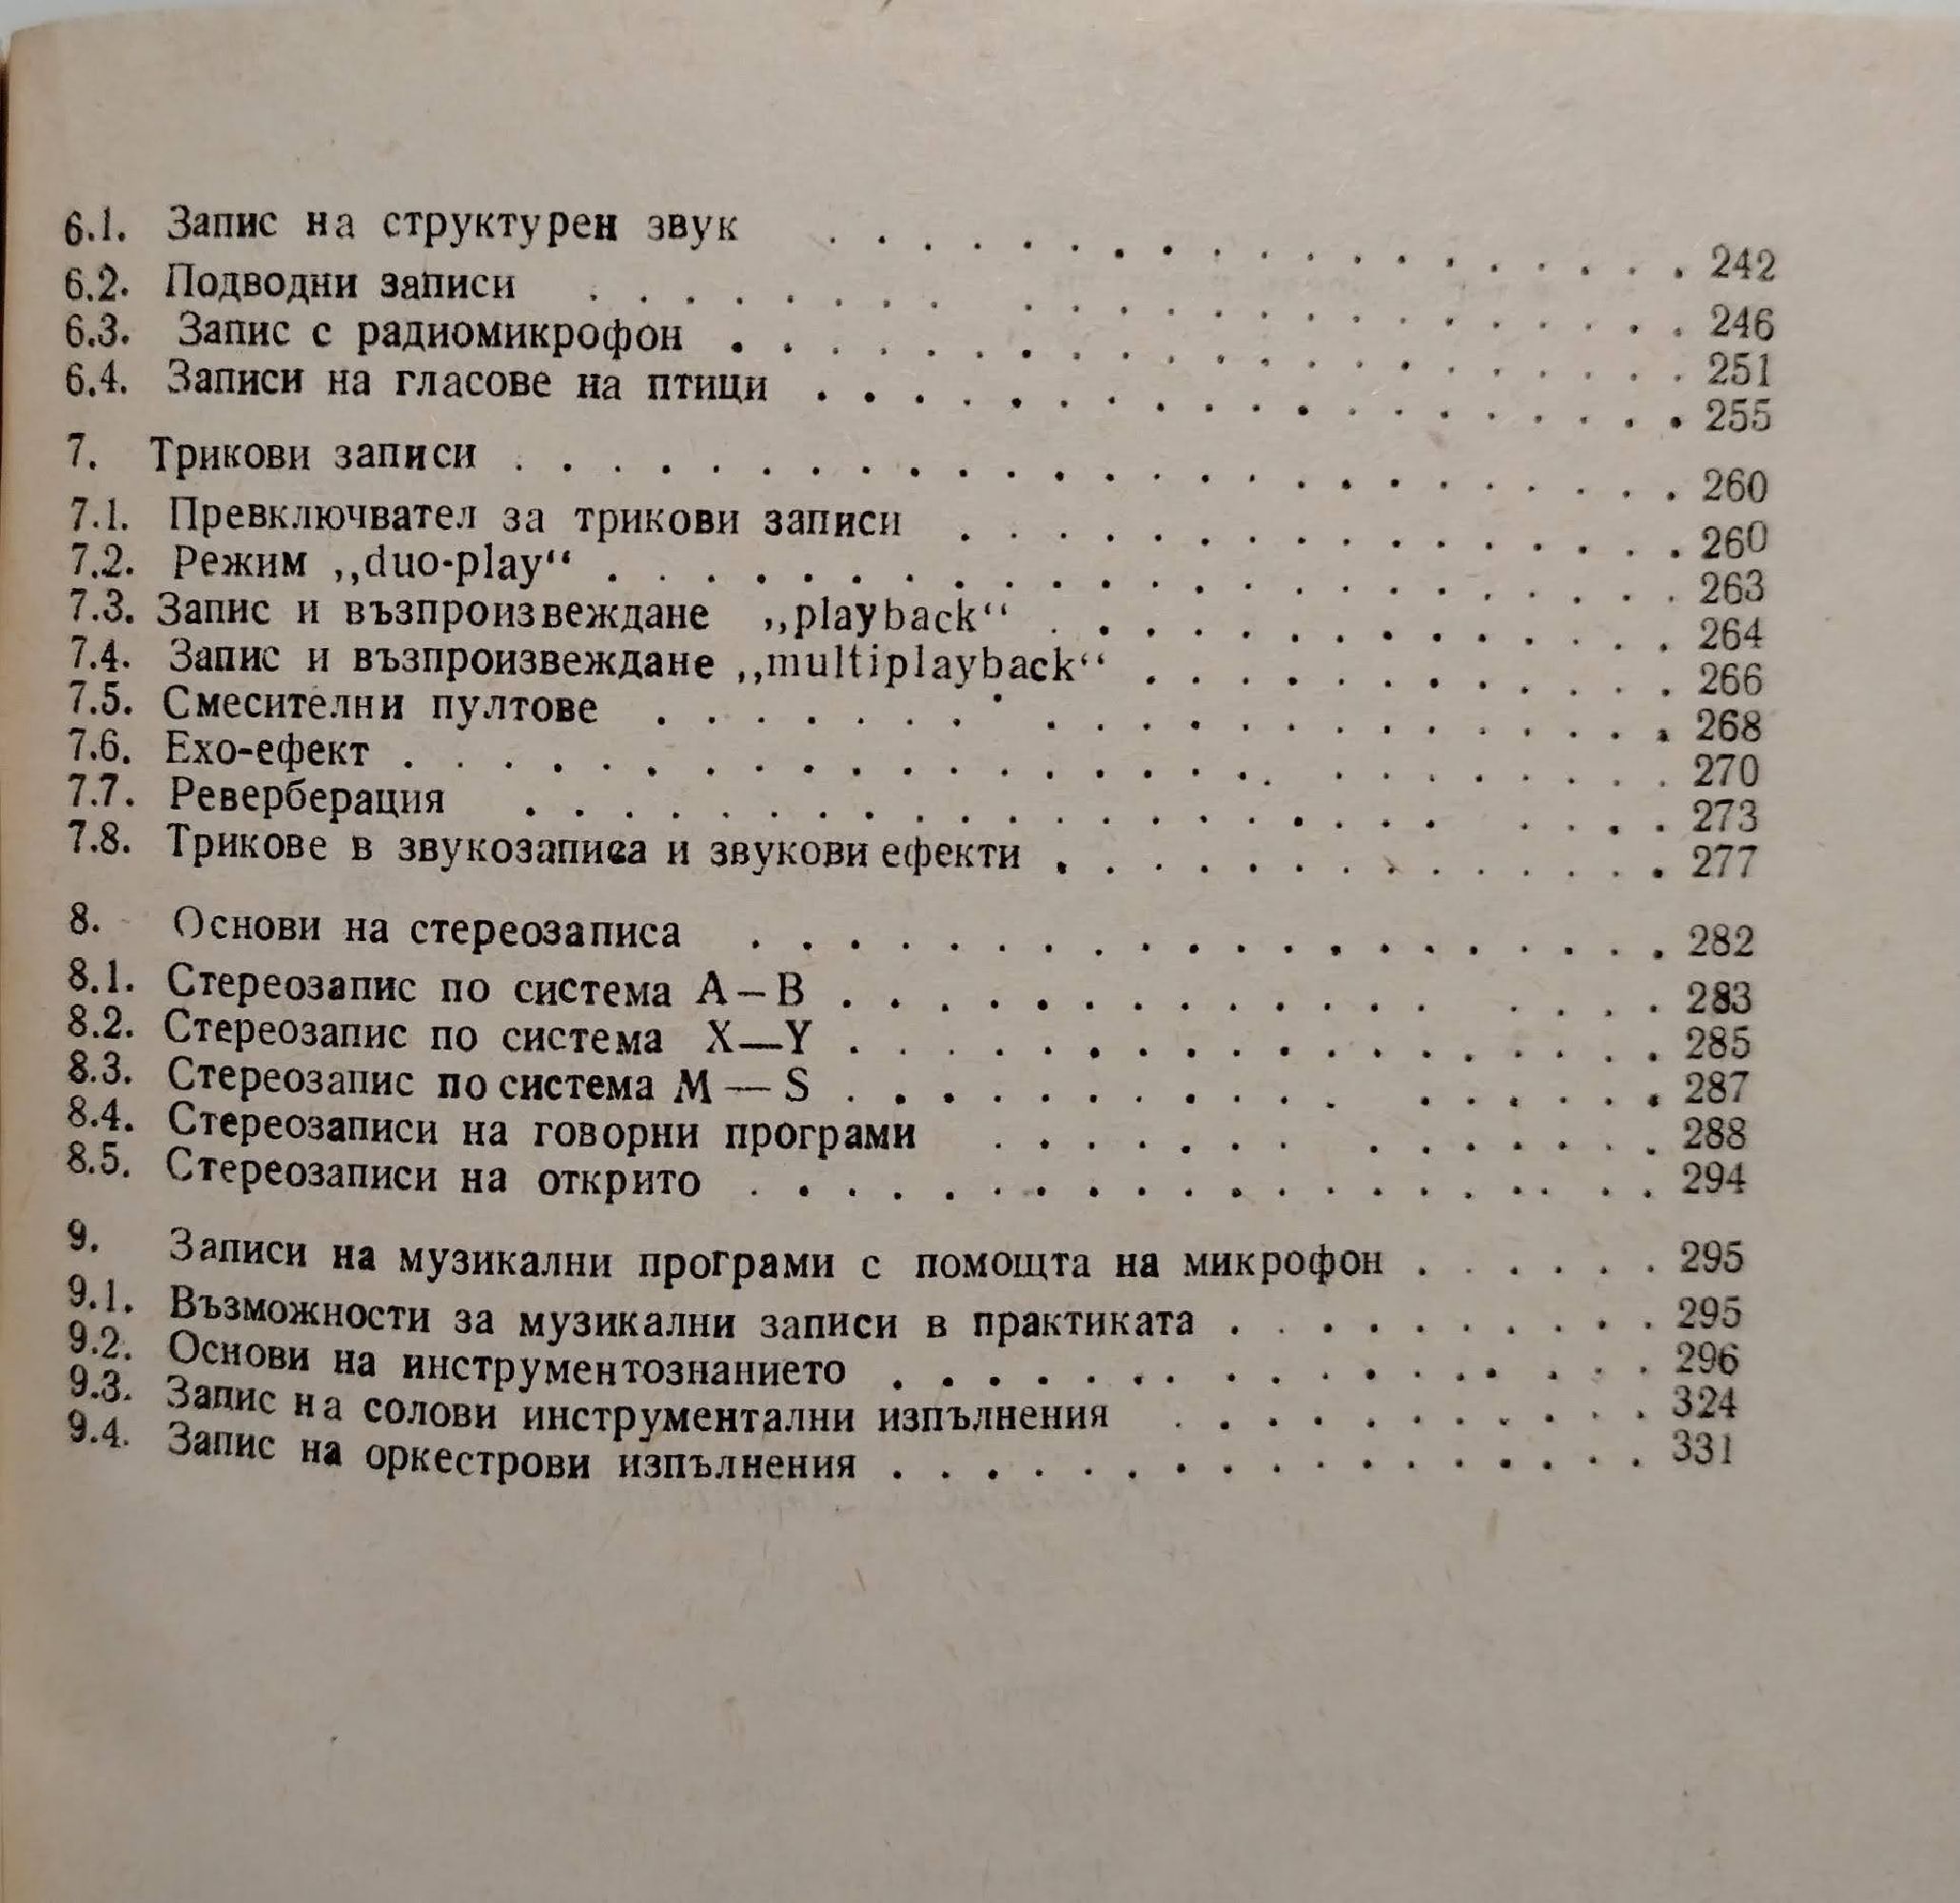 6.1. Запис на структурен звук . . . . . . . . . . . . . . . . . . 242
6.2. Подводни записи . . . . . . . . . . . . . . . . . . . . . . 246
6.3. Запис с радиомикрофон . . . . . . . . . . . . . . . . . . . . 251
6.4. Записи на гласове на птици . . . . . . . . . . . . . . . . . . 255
7. Трикови записи . . . . . . . . . . . . . . . . . . . . . . . . 260
7.1. Превключвател за трикови записи . . . . . . . . . . . . . . . 260
7.2. Режим „duo-play“ . . . . . . . . . . . . . . . . . . . . . . 263
7.3. Запис и възпроизвеждане „playback“ . . . . . . . . . . . . . 264
7.4. Запис и възпроизвеждане „multiplayback“ . . . . . . . . . . . 266
7.5. Смесителни пултове . . . . . . . . . . . . . . . . . . . . . 268
7.6. Ехо-ефект . . . . . . . . . . . . . . . . . . . . . . . . . 270
7.7. Реверберация . . . . . . . . . . . . . . . . . . . . . . . 273
7.8. Трикове в звукозаписа и звукови ефекти . . . . . . . . . . . . . 277
8. Основи на стереозаписа . . . . . . . . . . . . . . . . . . . 282
8.1. Стереозапис по система A – B . . . . . . . . . . . . . . . . . 283
8.2. Стереозапис по система X—Y . . . . . . . . . . . . . . . . . 285
8.3. Стереозапис по система M — S . . . . . . . . . . . . . . . . . 287
8.4. Стереозаписи на говорни програми . . . . . . . . . . . . . . 288
8.5. Стереозаписи на открито . . . . . . . . . . . . . . . . . . . 294
9. Записи на музикални програми с помощта на микрофон . . . . . . 295
9.1. Възможности за музикални записи в практиката . . . . . . . . . . 295
9.2. Основи на инструментознанието . . . . . . . . . . . . . . . . 296
9.3. Запис на солови инструментални изпълнения . . . . . . . . . . . 324
9.4. Запис на оркестрови изпълнения . . . . . . . . . . . . . . . . 331